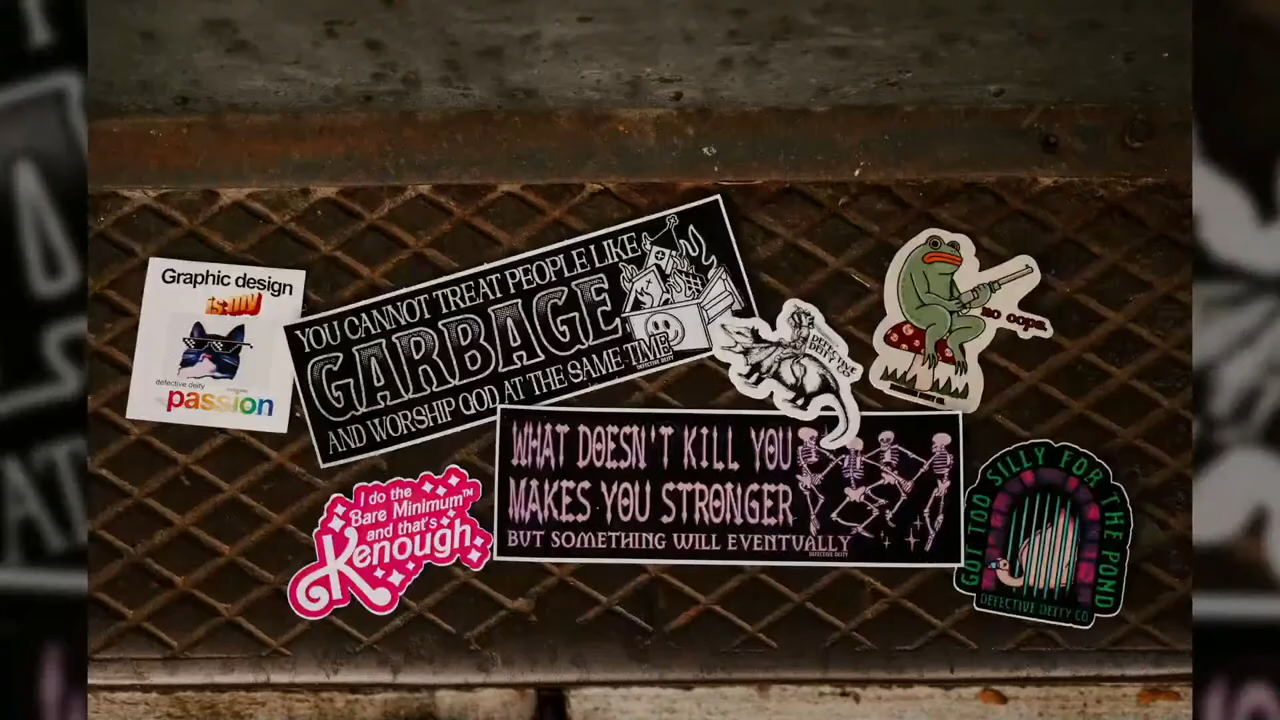 Graphic design
is my
defective deity
passion
YOU CANNOT TREAT PEOPLE LIKE
GARBAGE
AND WORSHIP GOD AT THE SAME TIME
DEFECTIVE DEITY
DEFECTIVE
DEITY
no oops.
I do the
Bare Minimum™
and that's
Kenough
WHAT DOESN'T KILL YOU
MAKES YOU STRONGER
BUT SOMETHING WILL EVENTUALLY
DEFECTIVE DEITY
GOT TOO SILLY FOR THE POND
DEFECTIVE DEITY CO